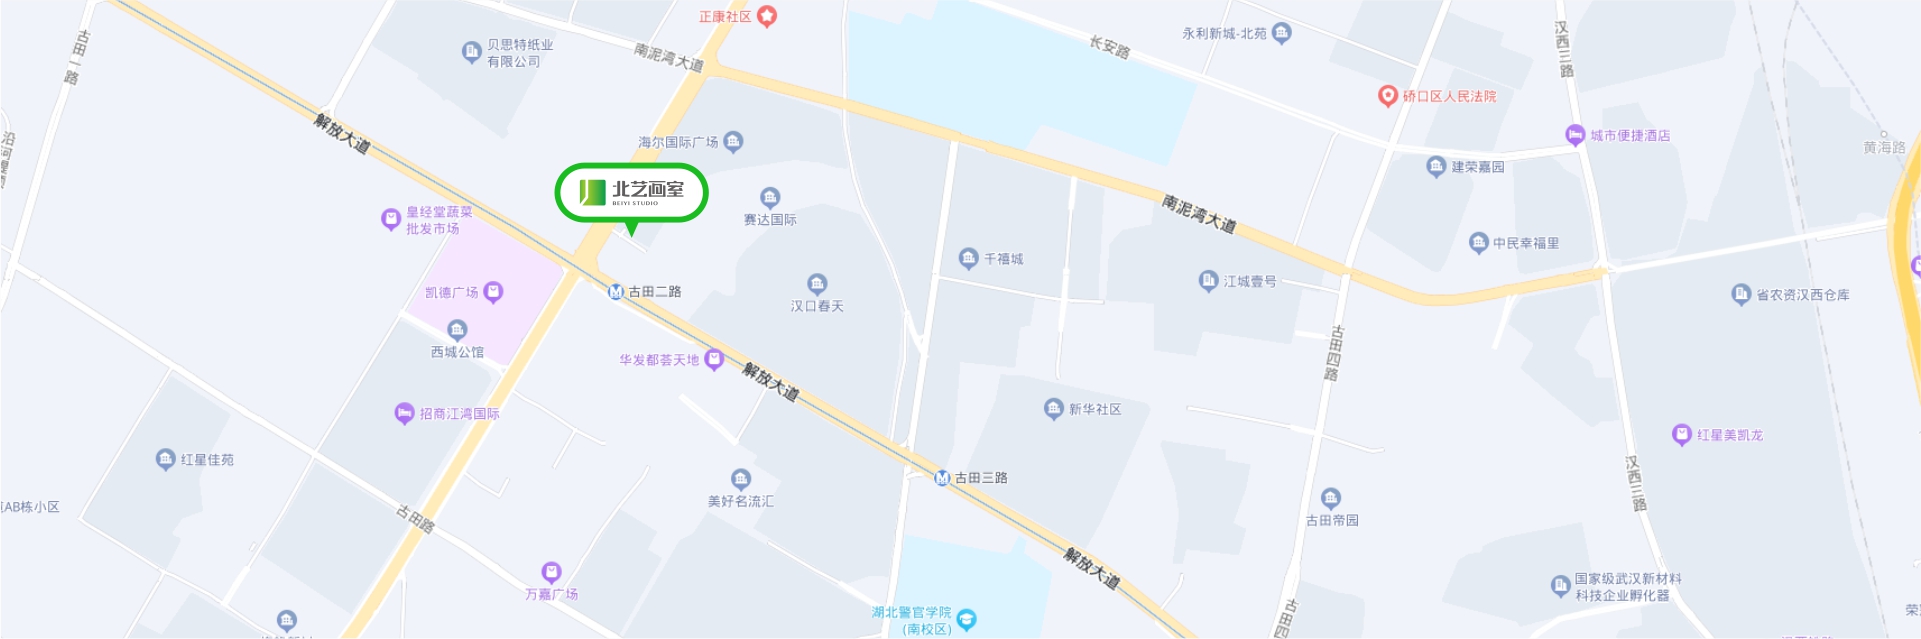 正康社区
古田一路
贝思特纸业
有限公司
南泥湾大道
长安路
永利新城-北苑
汉西三路
硚口区人民法院
解放大道
海尔国际广场
城市便捷酒店
黄海路
建荣嘉园
北艺画室
BEIYI STUDIO
皇经堂蔬菜
批发市场
赛达国际
南泥湾大道
中民幸福里
千禧城
江城壹号
凯德广场
古田二路
汉口春天
省农资汉西仓库
西城公馆
华发都荟天地
古田四路
解放大道
招商江湾国际
新华社区
红星美凯龙
红星佳苑
古田三路
汉西三路
美好名流汇
AB栋小区
古田路
古田帝园
解放大道
万嘉广场
国家级武汉新材料
科技企业孵化器
湖北警官学院
(南校区)
古田四